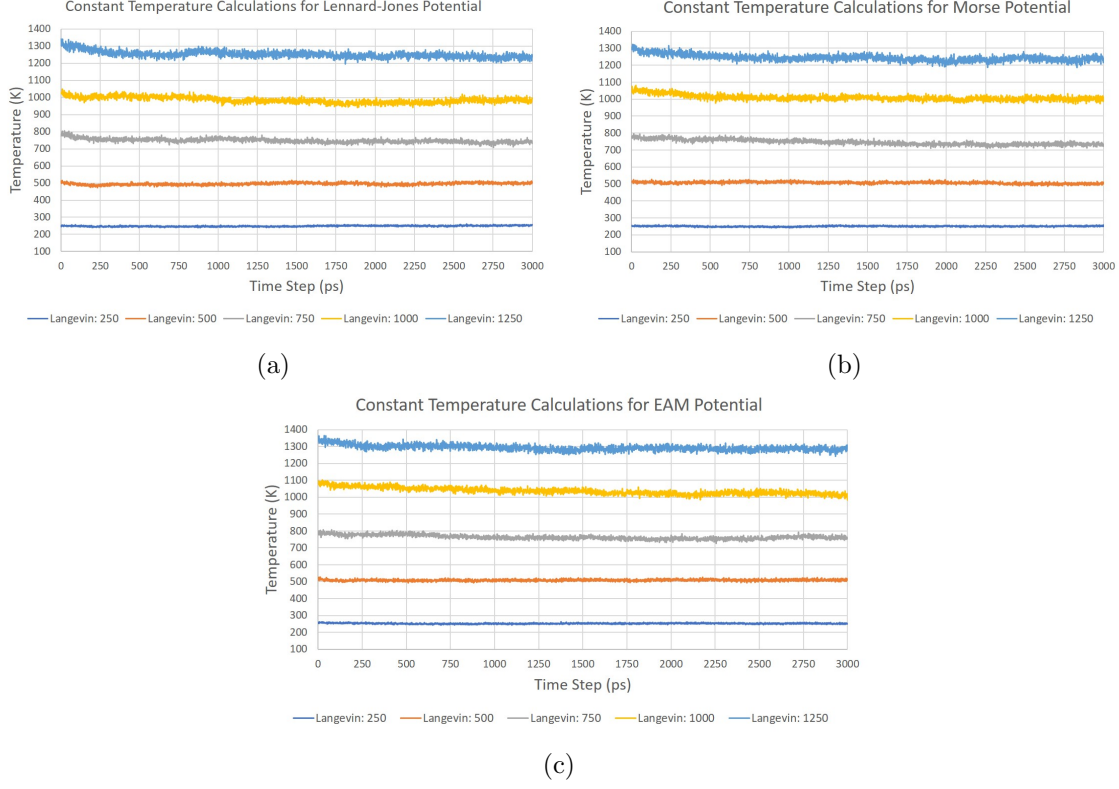 Constant Temperature Calculations for Lennard-Jones Potential
1400
1300
1200
1100
1000
900
800
700
600
500
400
300
200
100
Temperature (K)
0 250 500 750 1000 1250 1500 1750 2000 2250 2500 2750 3000
Time Step (ps)
Langevin: 250 Langevin: 500 Langevin: 750 Langevin: 1000 Langevin: 1250
(a)
Constant Temperature Calculations for Morse Potential
1400
1300
1200
1100
1000
900
800
700
600
500
400
300
200
100
Temperature (K)
0 250 500 750 1000 1250 1500 1750 2000 2250 2500 2750 3000
Time Step (ps)
Langevin: 250 Langevin: 500 Langevin: 750 Langevin: 1000 Langevin: 1250
(b)
Constant Temperature Calculations for EAM Potential
1400
1300
1200
1100
1000
900
800
700
600
500
400
300
200
100
Temperature (K)
0 250 500 750 1000 1250 1500 1750 2000 2250 2500 2750 3000
Time Step (ps)
Langevin: 250 Langevin: 500 Langevin: 750 Langevin: 1000 Langevin: 1250
(c)